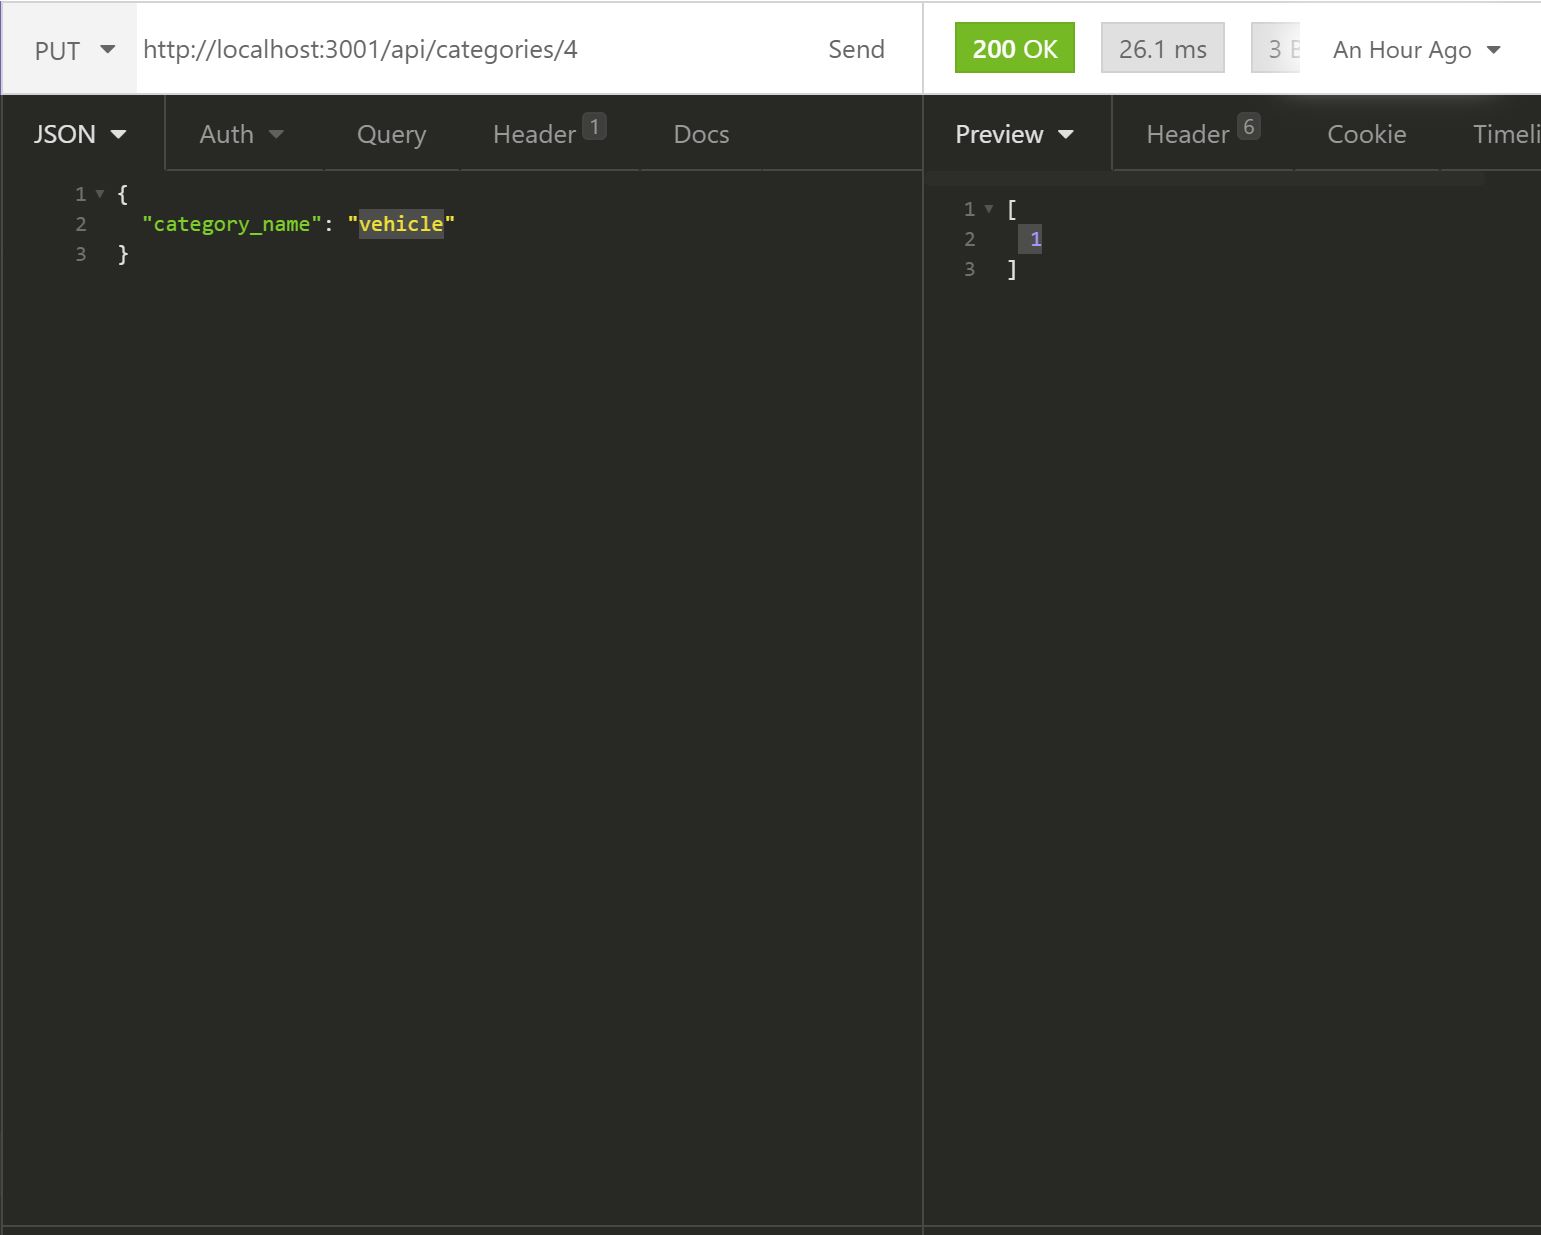 PUT http://localhost:3001/api/categories/4 Send 200 OK 26.1 ms 3 An Hour Ago
JSON Auth Query Header 1 Docs
1 {
2 "category_name": "vehicle"
3 }
Preview Header 6 Cookie Timeli
1 [
2 1
3 ]